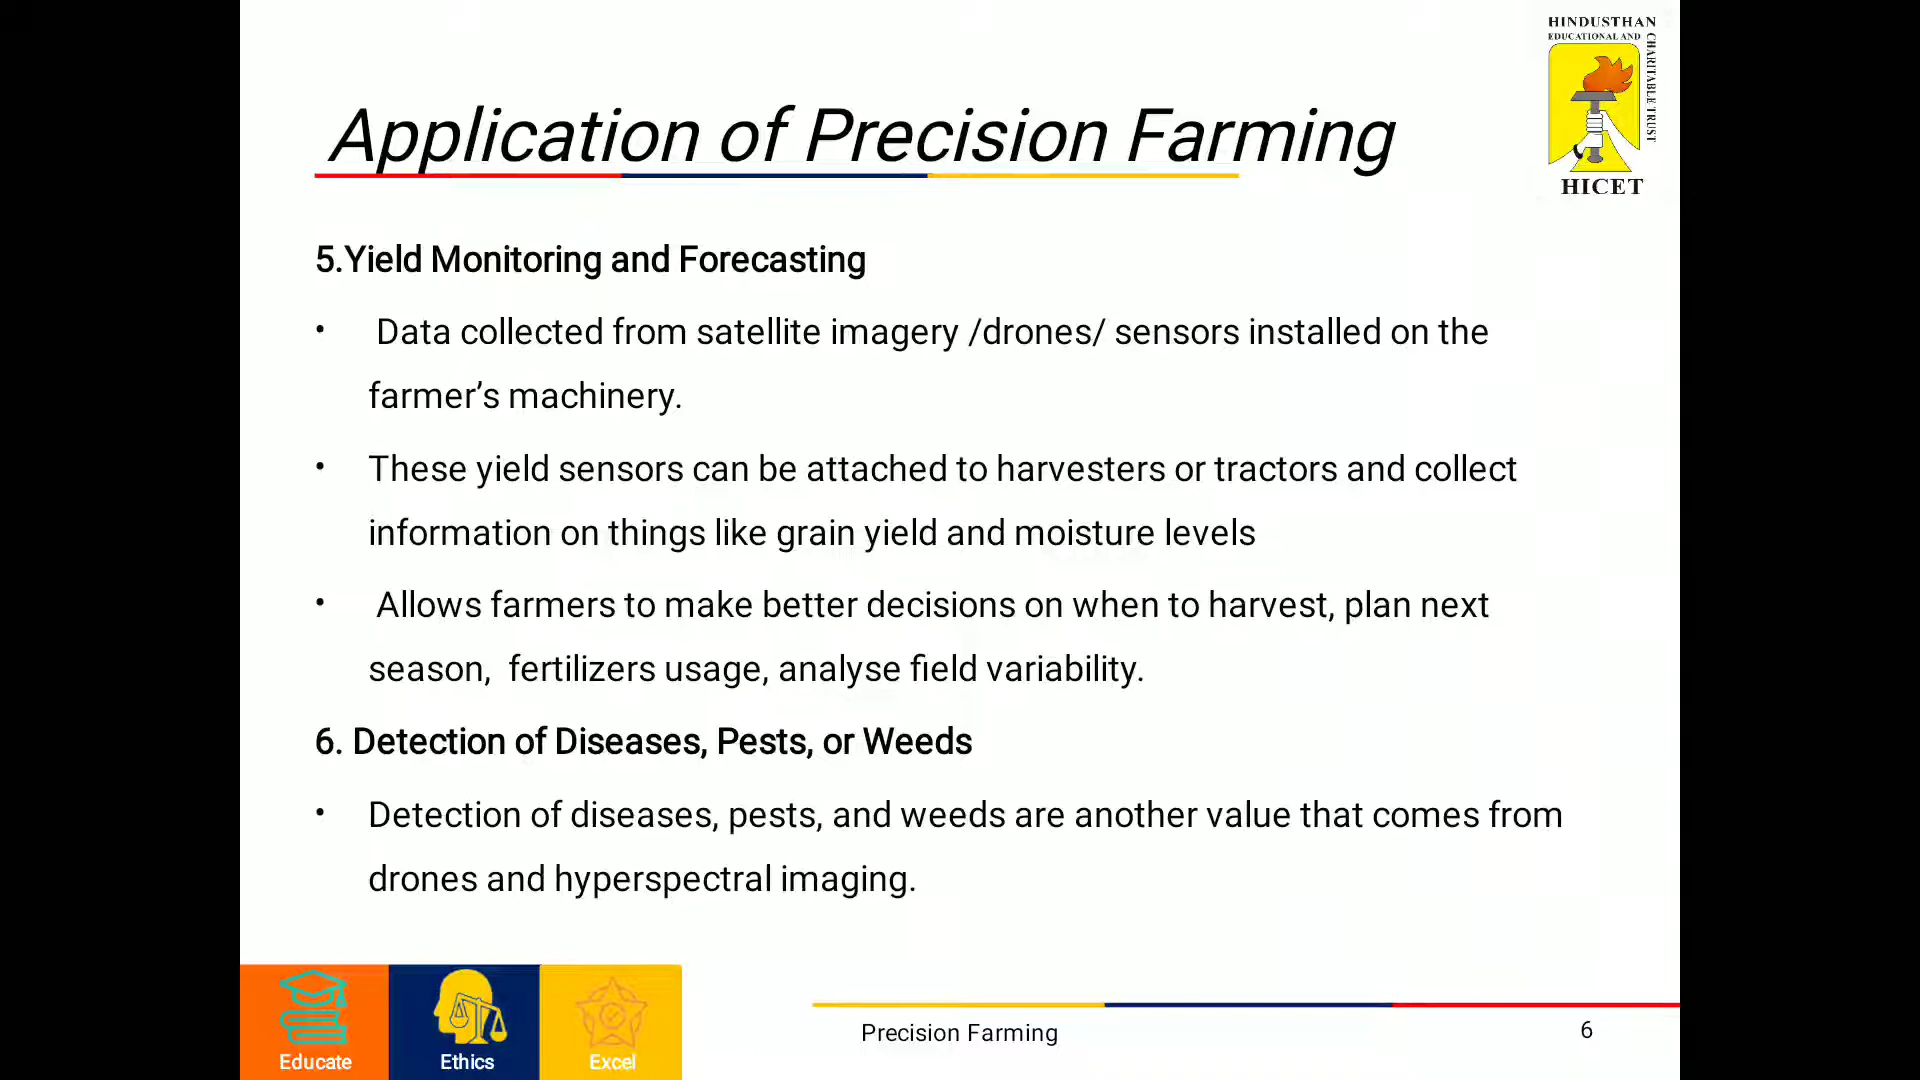 HINDUSTHAN
EDUCATIONAL AND
CHARITABLE TRUST
HICET
Application of Precision Farming
5.Yield Monitoring and Forecasting
• Data collected from satellite imagery /drones/ sensors installed on the
farmer’s machinery.
• These yield sensors can be attached to harvesters or tractors and collect
information on things like grain yield and moisture levels
• Allows farmers to make better decisions on when to harvest, plan next
season,  fertilizers usage, analyse field variability.
6. Detection of Diseases, Pests, or Weeds
• Detection of diseases, pests, and weeds are another value that comes from
drones and hyperspectral imaging.
Educate
Ethics
Excel
Precision Farming
6